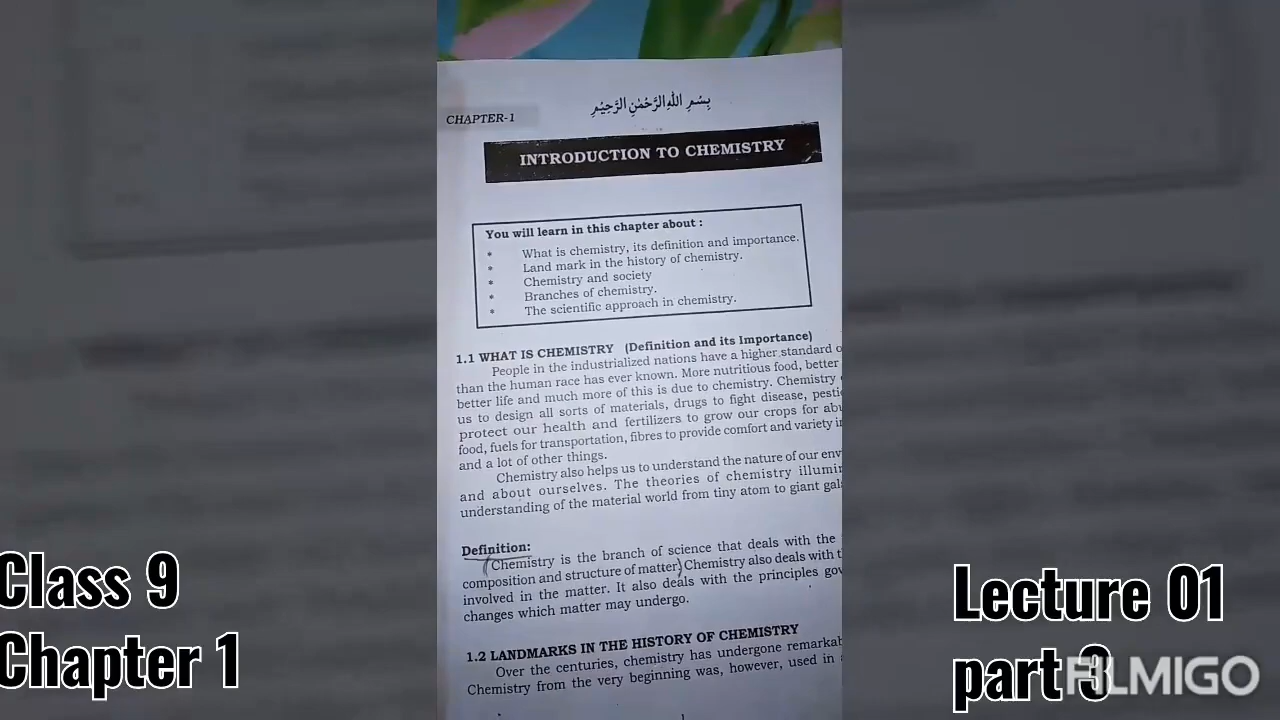 CHAPTER-1
بِسْمِ اللهِ الرَّحْمٰنِ الرَّحِيْمِ
INTRODUCTION TO CHEMISTRY
You will learn in this chapter about :
* What is chemistry, its definition and importance.
* Land mark in the history of chemistry.
* Chemistry and society
* Branches of chemistry.
* The scientific approach in chemistry.
1.1 WHAT IS CHEMISTRY (Definition and its Importance)
People in the industrialized nations have a higher standard
than the human race has ever known. More nutritious food, better
better life and much more of this is due to chemistry. Chemistry
us to design all sorts of materials, drugs to fight disease,
protect our health and fertilizers to grow our crops for
food, fuels for transportation, fibres to provide comfort and variety
and a lot of other things.
Chemistry also helps us to understand the nature of our
and about ourselves. The theories of chemistry
understanding of the material world from tiny atom to giant
Definition:
(Chemistry is the branch of science that deals with the
composition and structure of matter) Chemistry also deals with
involved in the matter. It also deals with the principles
changes which matter may undergo.
1.2 LANDMARKS IN THE HISTORY OF CHEMISTRY
Over the centuries, chemistry has undergone
Chemistry from the very beginning was, however, used in
1
Class 9
Chapter 1
Lecture 01
part 3
FILMIGO